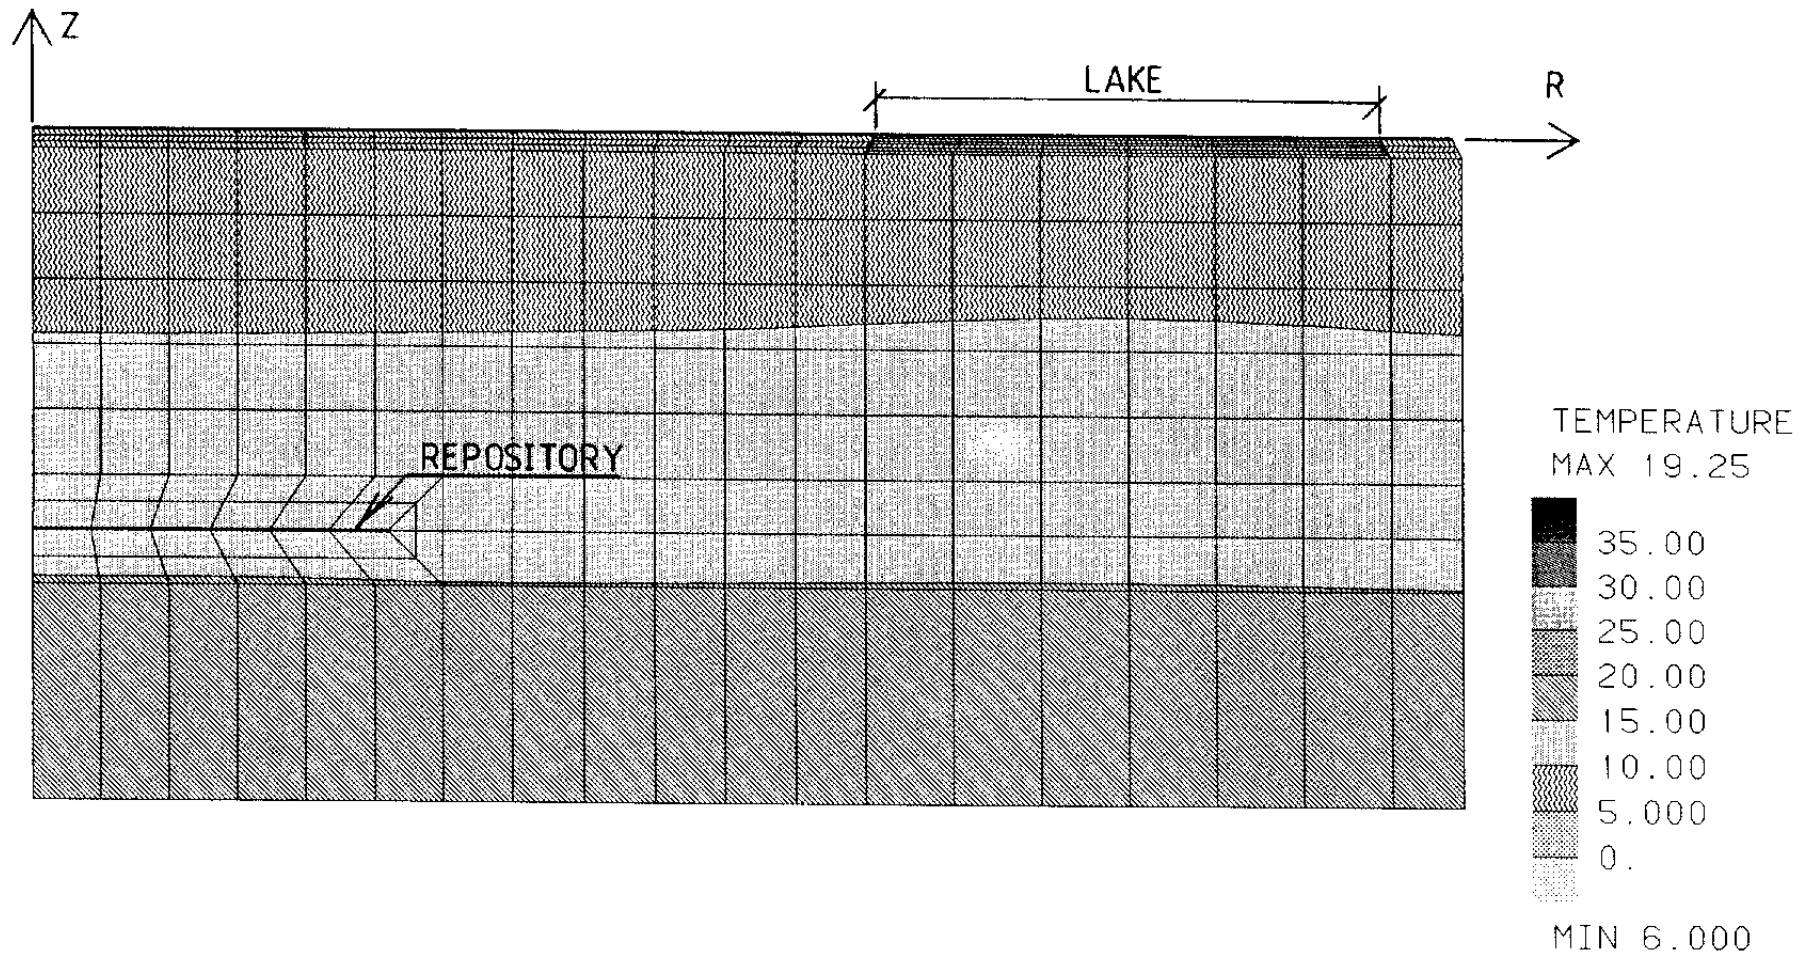 Z
LAKE
R
REPOSITORY
TEMPERATURE
MAX 19.25
35.00
30.00
25.00
20.00
15.00
10.00
5.000
0.
MIN 6.000